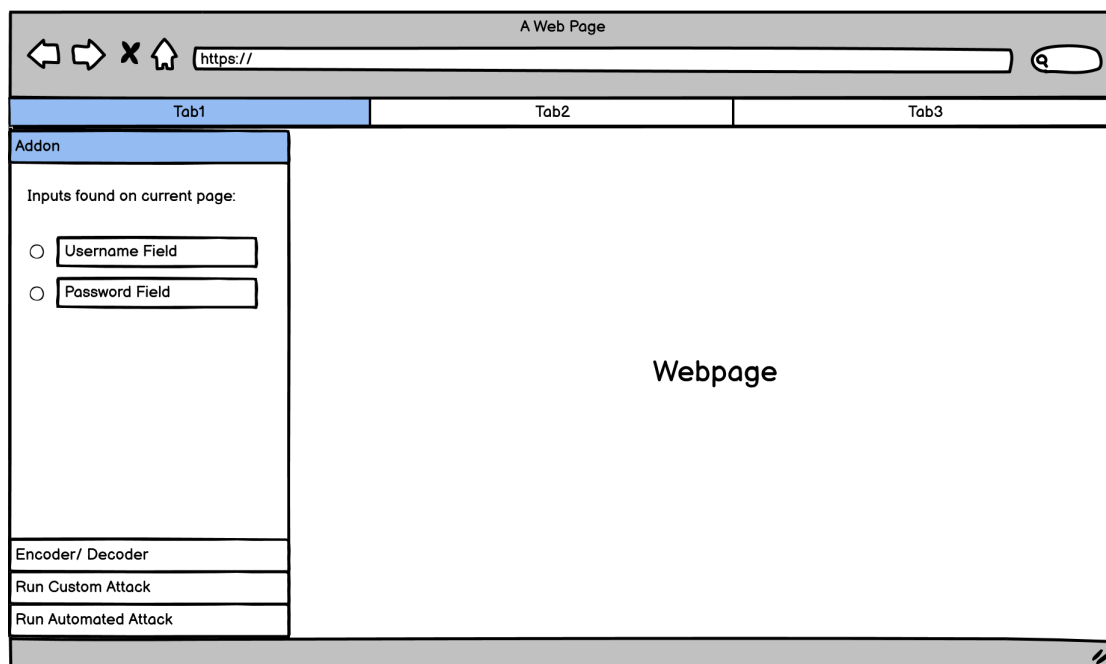 A Web Page
https://
Tab1
Tab2
Tab3
Addon
Inputs found on current page:
Username Field
Password Field
Webpage
Encoder/ Decoder
Run Custom Attack
Run Automated Attack